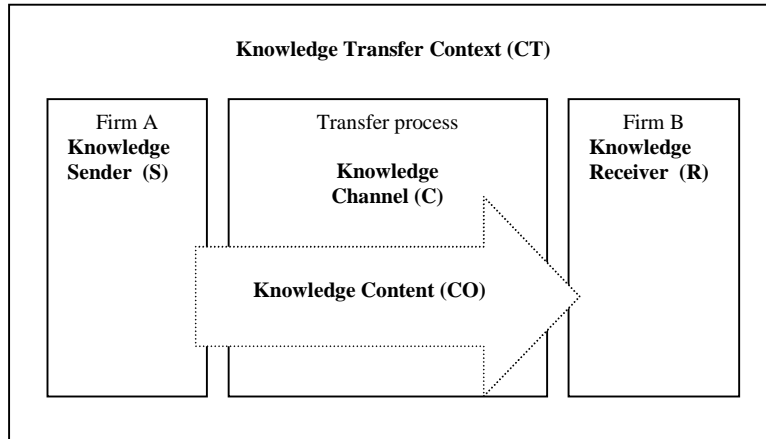 Knowledge Transfer Context (CT)
Firm A
Knowledge
Sender (S)
Transfer process
Knowledge
Channel (C)
Firm B
Knowledge
Receiver (R)
Knowledge Content (CO)